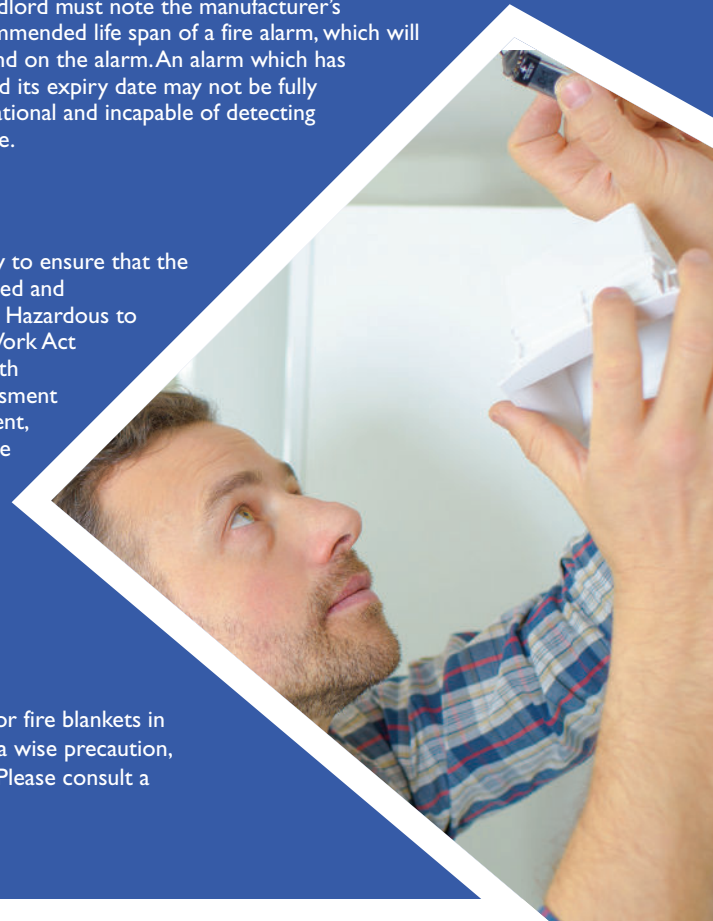 dlord must note the manufacturer's
mmended life span of a fire alarm, which will
nd on the alarm. An alarm which has
d its expiry date may not be fully
ational and incapable of detecting
e.
y to ensure that the
ed and
Hazardous to
Work Act
th
sment
ent,
e
or fire blankets in
a wise precaution,
Please consult a